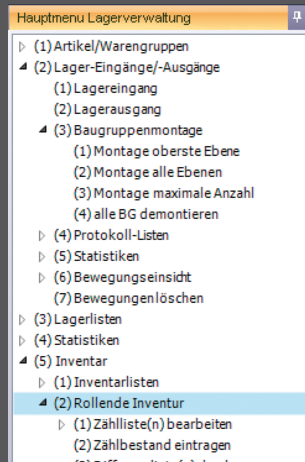 Hauptmenu Lagerverwaltung
(1) Artikel/Warengruppen
(2) Lager-Eingänge/-Ausgänge
(1) Lagereingang
(2) Lagerausgang
(3) Baugruppenmontage
(1) Montage oberste Ebene
(2) Montage alle Ebenen
(3) Montage maximale Anzahl
(4) alle BG demontieren
(4) Protokoll-Listen
(5) Statistiken
(6) Bewegungseinsicht
(7) Bewegungen löschen
(3) Lagerlisten
(4) Statistiken
(5) Inventar
(1) Inventarlisten
(2) Rollende Inventur
(1) Zählliste(n) bearbeiten
(2) Zählbestand eintragen